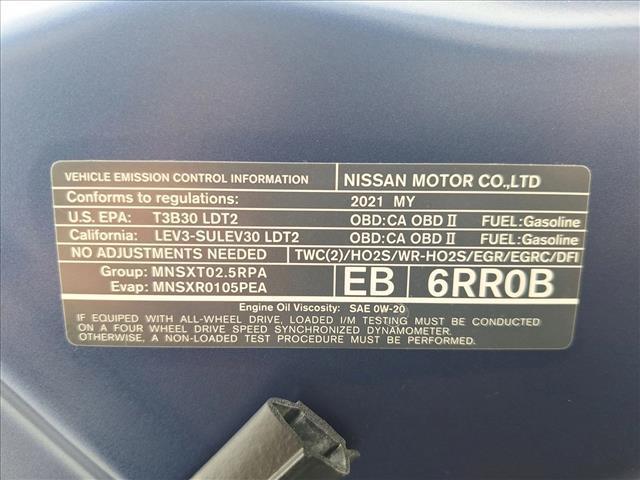 VEHICLE EMISSION CONTROL INFORMATION NISSAN MOTOR CO.,LTD
Conforms to regulations: 2021 MY
U.S. EPA: T3B30 LDT2 OBD:CA OBD II FUEL:Gasoline
California: LEV3-SULEV30 LDT2 OBD:CA OBD II FUEL:Gasoline
NO ADJUSTMENTS NEEDED TWC(2)/HO2S/WR-HO2S/EGR/EGRC/DFI
Group: MNSXT02.5RPA EB 6RR0B
Evap: MNSXR0105PEA
Engine Oil Viscosity: SAE 0W-20
IF EQUIPPED WITH ALL-WHEEL DRIVE, LOADED I/M TESTING MUST BE CONDUCTED
ON A FOUR WHEEL DRIVE SPEED SYNCHRONIZED DYNAMOMETER.
OTHERWISE, A NON-LOADED TEST PROCEDURE MUST BE PERFORMED.